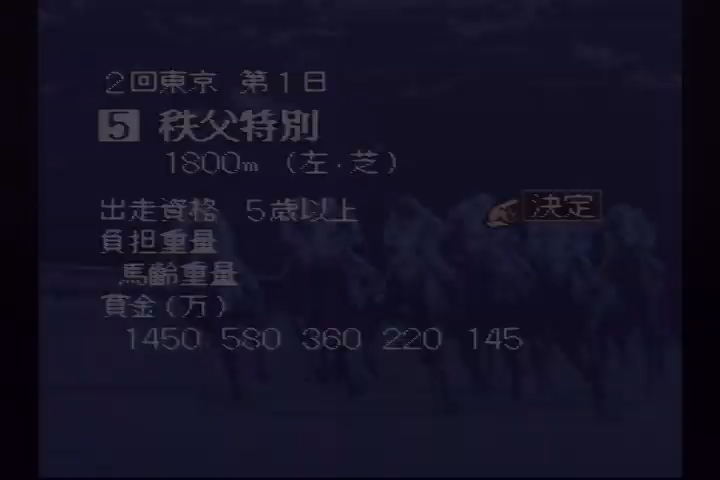 2回東京 第1日
5 秩父特別
1800m (左·芝)
出走資格 5歳以上
決定
負担重量
馬齢重量
賞金(万)
1450 580 360 220 145